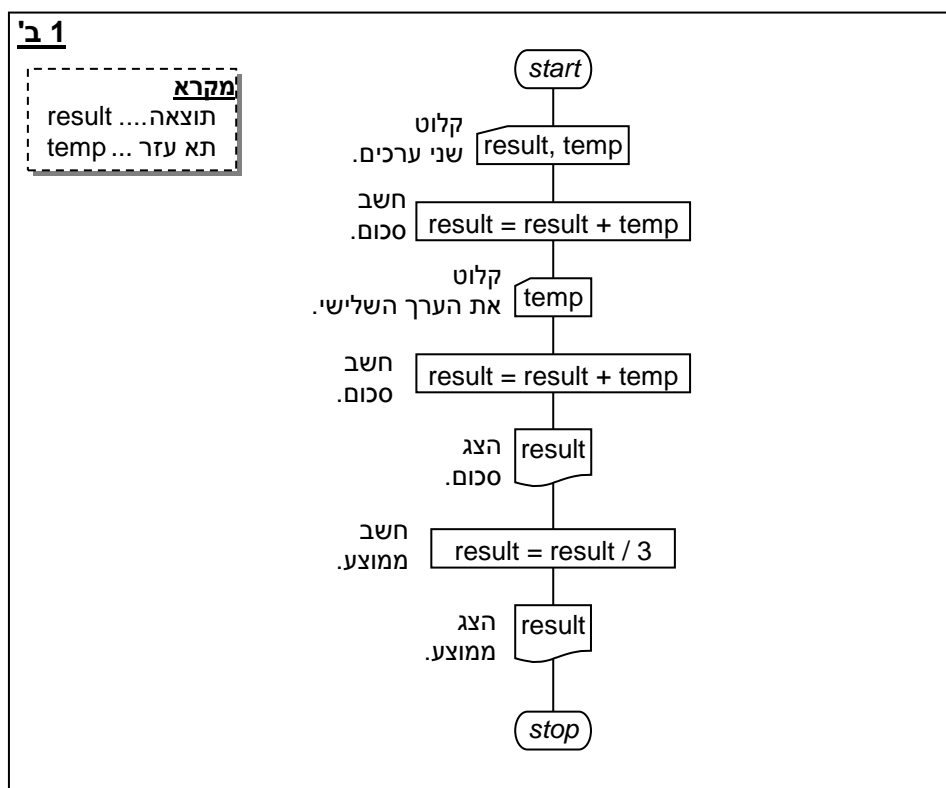 1 ב'
מקרא
תוצאה.... result
תא עזר ... temp
start
קלוט
שני ערכים.
result, temp
חשב
סכום.
result = result + temp
קלוט
את הערך השלישי.
temp
חשב
סכום.
result = result + temp
הצג
סכום.
result
חשב
ממוצע.
result = result / 3
הצג
ממוצע.
result
stop